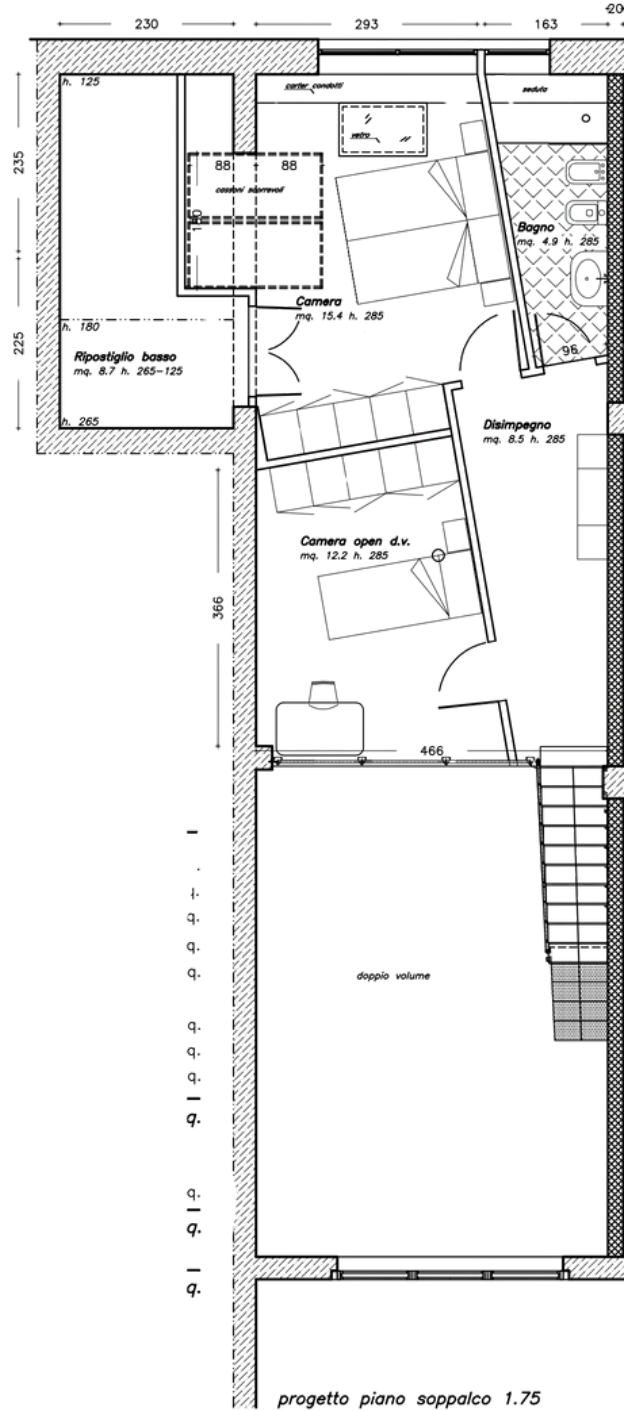 20
230
293
163
h. 125
carter condotti
seduta
vetro
235
88
88
cassoni scorrevoli
180
Bagno
mq. 4.9 h. 285
Camera
mq. 15.4 h. 285
h. 180
225
96
Ripostiglio basso
mq. 8.7 h. 265-125
h. 265
Disimpegno
mq. 8.5 h. 285
Camera open d.v.
mq. 12.2 h. 285
366
466
q.
q.
q.
doppio volume
q.
q.
q.
q.
q.
q.
q.
progetto piano soppalco 1.75